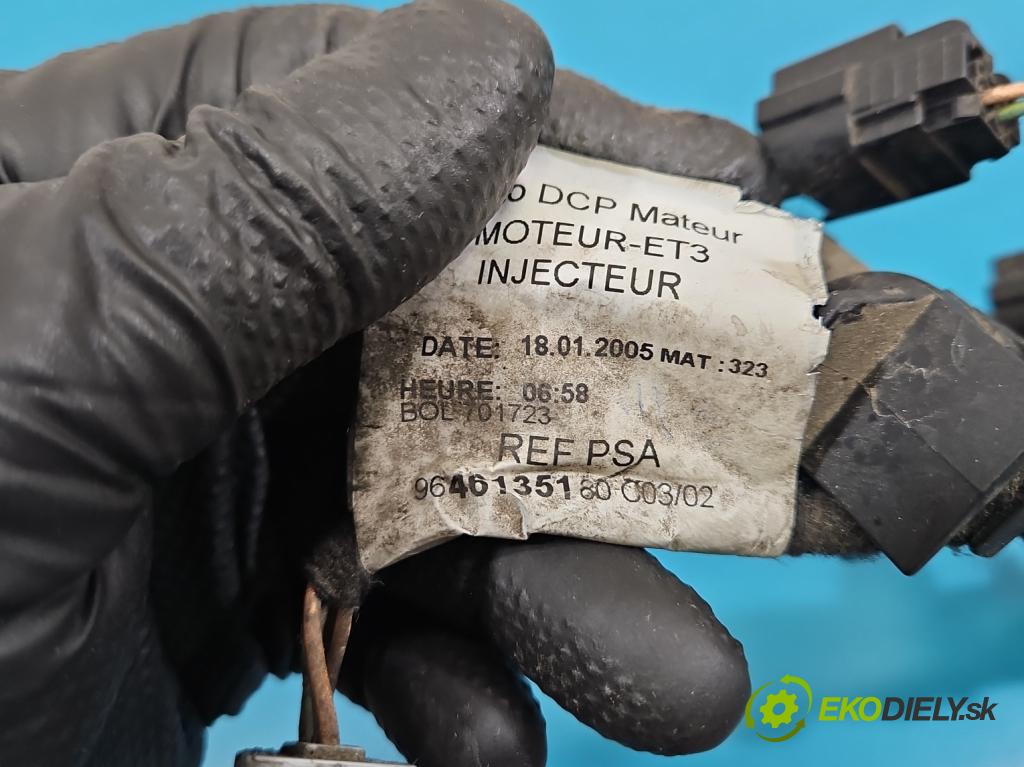 DCP Mateur
MOTEUR-ET3
INJECTEUR
DATE: 18.01.2005 MAT : 323
HEURE: 06:58
BOL 701723
REF PSA
9646135180 C03/02
EKODIELY.sk